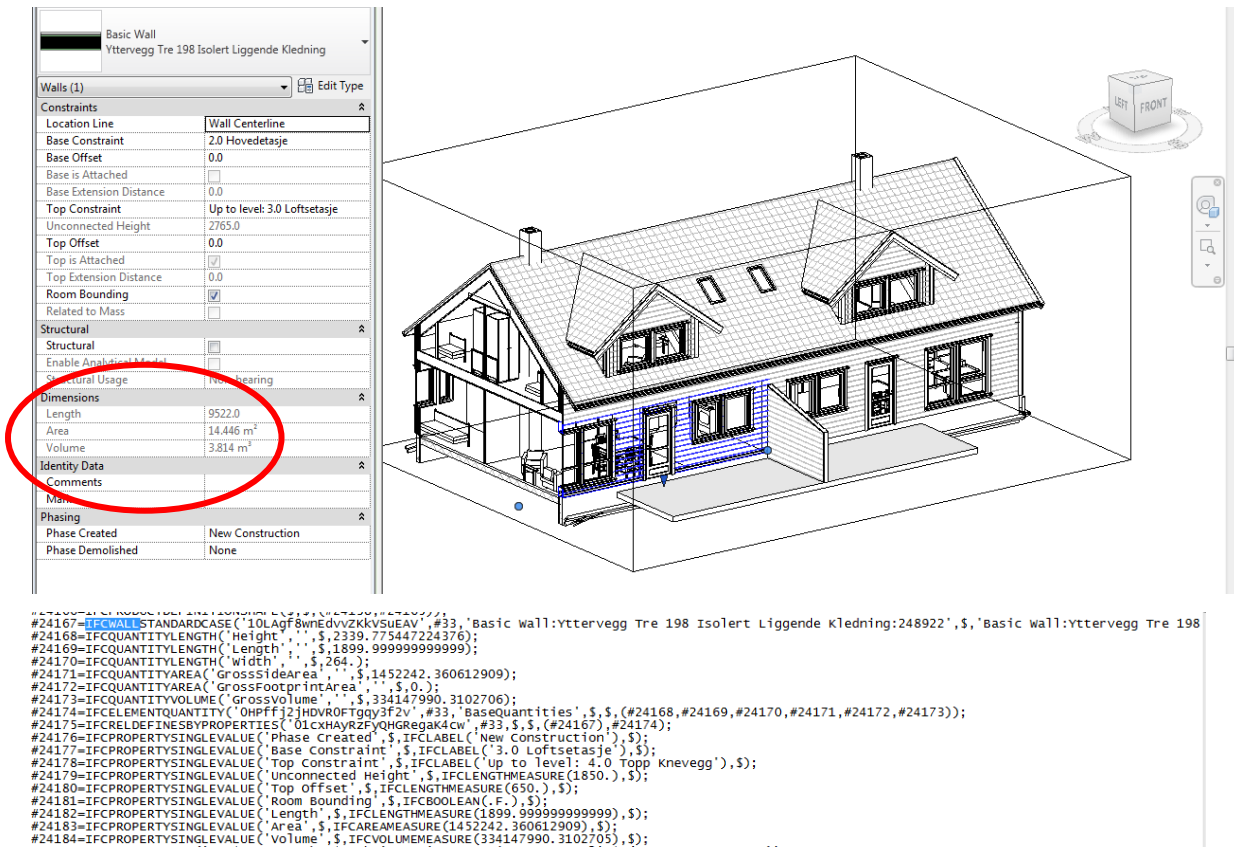 Basic Wall
Yttervegg Tre 198 Isolert Liggende Kledning
Walls (1)
Edit Type
Constraints
Location Line Wall Centerline
Base Constraint 2.0 Hovedetasje
Base Offset 0.0
Base is Attached
Base Extension Distance 0.0
Top Constraint Up to level: 3.0 Loftsetasje
Unconnected Height 2765.0
Top Offset 0.0
Top is Attached
Top Extension Distance 0.0
Room Bounding
Related to Mass
Structural
Structural
Enable Analytical Model
Structural Usage Non-bearing
Dimensions
Length 9522.0
Area 14.446 m²
Volume 3.814 m³
Identity Data
Comments
Phasing
Phase Created New Construction
Phase Demolished None
TOP
LEFT FRONT
#24166=IFCPRODUCTDEFINITIONSHAPE($,$,(#24158,#24165));
#24167=IFCWALLSTANDARDCASE('1OLAgf8wnEdvvZKkVSuEAV',#33,'Basic Wall:Yttervegg Tre 198 Isolert Liggende Kledning:248922',$,'Basic Wall:Yttervegg Tre 198
#24168=IFCQUANTITYLENGTH('Height','',$,2339.775447224376);
#24169=IFCQUANTITYLENGTH('Length','',$,1899.999999999999);
#24170=IFCQUANTITYLENGTH('Width','',$,264.);
#24171=IFCQUANTITYAREA('GrossSideArea','',$,1452242.360612909);
#24172=IFCQUANTITYAREA('GrossFootprintArea','',$,0.);
#24173=IFCQUANTITYVOLUME('GrossVolume','',$,334147990.3102706);
#24174=IFCELEMENTQUANTITY('OHPffj2jHDvROFTgqy3f2v',#33,'BaseQuantities',$,$,(#24168,#24169,#24170,#24171,#24172,#24173));
#24175=IFCRELDEFINESBYPROPERTIES('01cxHAyRzFyQHGRegaK4cw',#33,$,$,(#24167),#24174);
#24176=IFCPROPERTYSINGLEVALUE('Phase Created',$,IFCLABEL('New Construction'),$);
#24177=IFCPROPERTYSINGLEVALUE('Base Constraint',$,IFCLABEL('3.0 Loftsetasje'),$);
#24178=IFCPROPERTYSINGLEVALUE('Top Constraint',$,IFCLABEL('Up to level: 4.0 Topp Knevegg'),$);
#24179=IFCPROPERTYSINGLEVALUE('Unconnected Height',$,IFCLENGTHMEASURE(1850.),$);
#24180=IFCPROPERTYSINGLEVALUE('Top Offset',$,IFCLENGTHMEASURE(650.),$);
#24181=IFCPROPERTYSINGLEVALUE('Room Bounding',$,IFCBOOLEAN(.F.),$);
#24182=IFCPROPERTYSINGLEVALUE('Length',$,IFCLENGTHMEASURE(1899.999999999999),$);
#24183=IFCPROPERTYSINGLEVALUE('Area',$,IFCAREAMEASURE(1452242.360612909),$);
#24184=IFCPROPERTYSINGLEVALUE('Volume',$,IFCVOLUMEMEASURE(334147990.3102705),$);